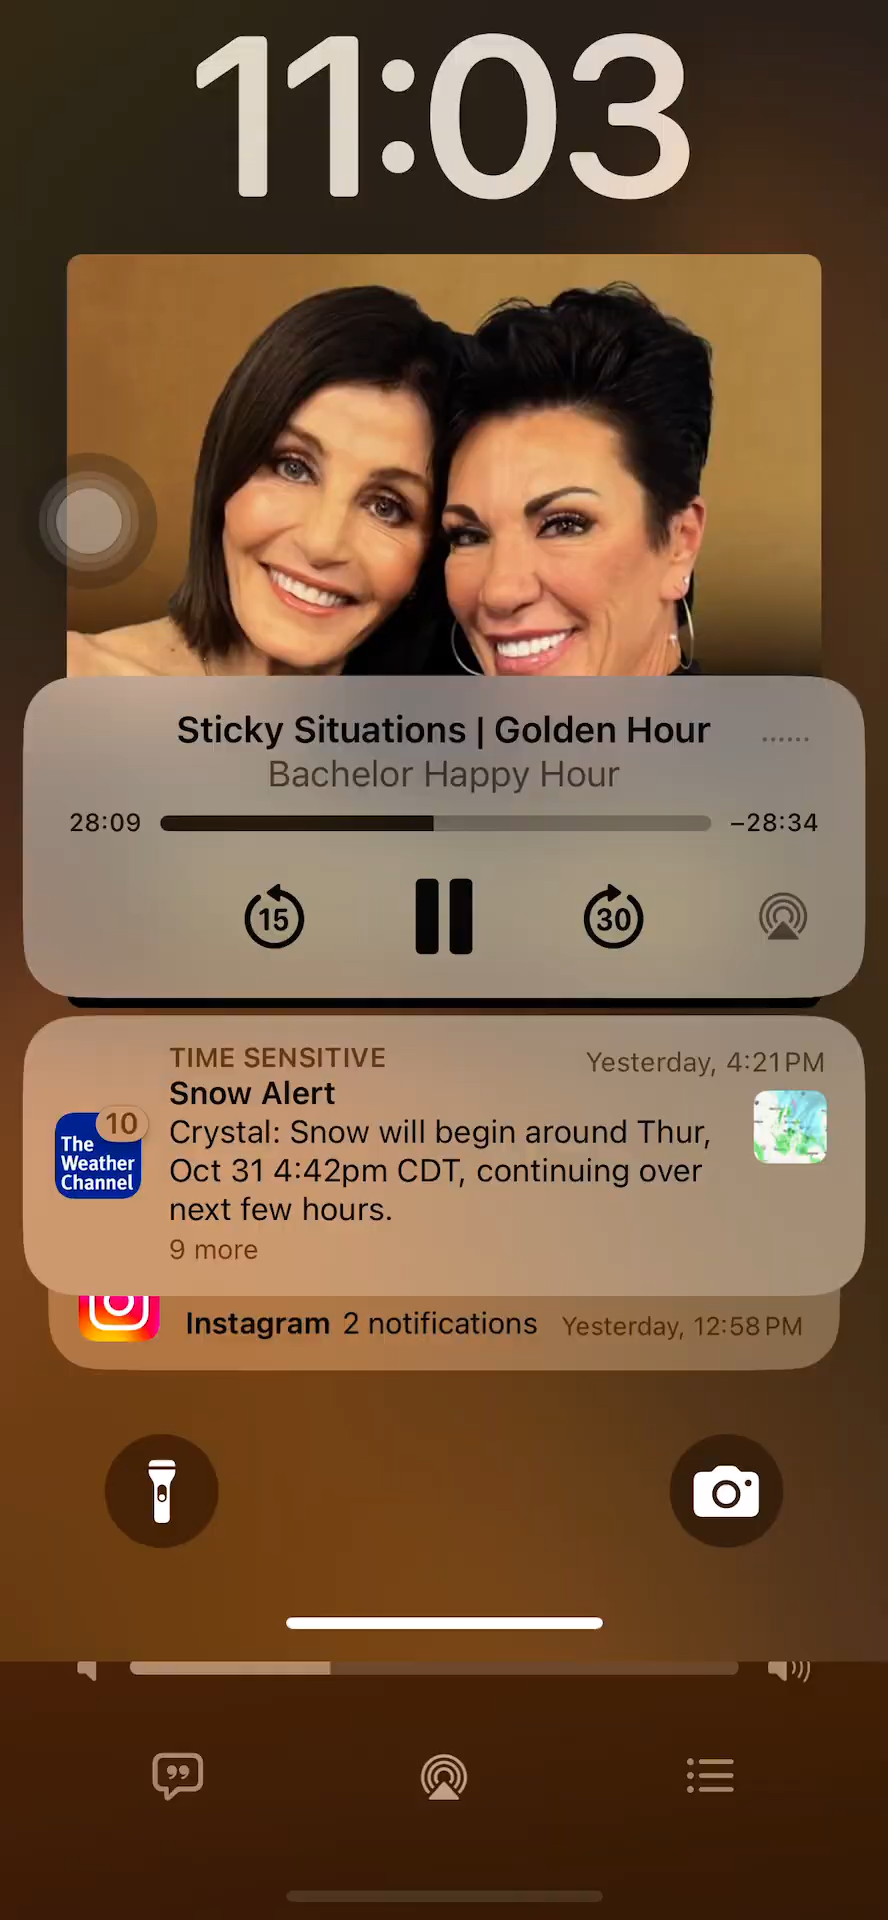 11:03
Sticky Situations | Golden Hour
Bachelor Happy Hour
28:09
−28:34
15
30
TIME SENSITIVE
Yesterday, 4:21 PM
Snow Alert
10
The
Weather
Channel
Crystal: Snow will begin around Thur,
Oct 31 4:42pm CDT, continuing over
next few hours.
9 more
Instagram 2 notifications
Yesterday, 12:58 PM